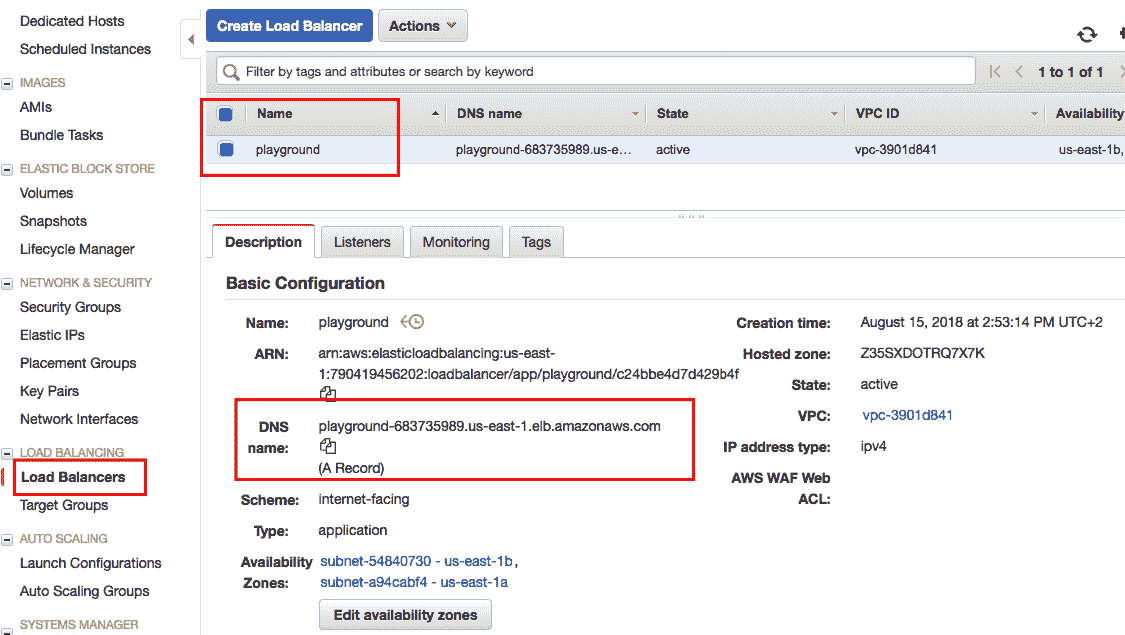 Dedicated Hosts
Scheduled Instances
IMAGES
AMIs
Bundle Tasks
ELASTIC BLOCK STORE
Volumes
Snapshots
Lifecycle Manager
NETWORK & SECURITY
Security Groups
Elastic IPs
Placement Groups
Key Pairs
Network Interfaces
LOAD BALANCING
Load Balancers
Target Groups
AUTO SCALING
Launch Configurations
Auto Scaling Groups
SYSTEMS MANAGER
Create Load Balancer Actions
Filter by tags and attributes or search by keyword 1 to 1 of 1
Name DNS name State VPC ID Availability
playground playground-683735989.us-e... active vpc-3901d841 us-east-1b,
Description Listeners Monitoring Tags
Basic Configuration
Name: playground
ARN: arn:aws:elasticloadbalancing:us-east-
1:790419456202:loadbalancer/app/playground/c24bbe4d7d429b4f
DNS name: playground-683735989.us-east-1.elb.amazonaws.com
(A Record)
Scheme: internet-facing
Type: application
Availability Zones: subnet-54840730 - us-east-1b,
subnet-a94cabf4 - us-east-1a
Edit availability zones
Creation time: August 15, 2018 at 2:53:14 PM UTC+2
Hosted zone: Z35SXDOTRQ7X7K
State: active
VPC: vpc-3901d841
IP address type: ipv4
AWS WAF Web
ACL: